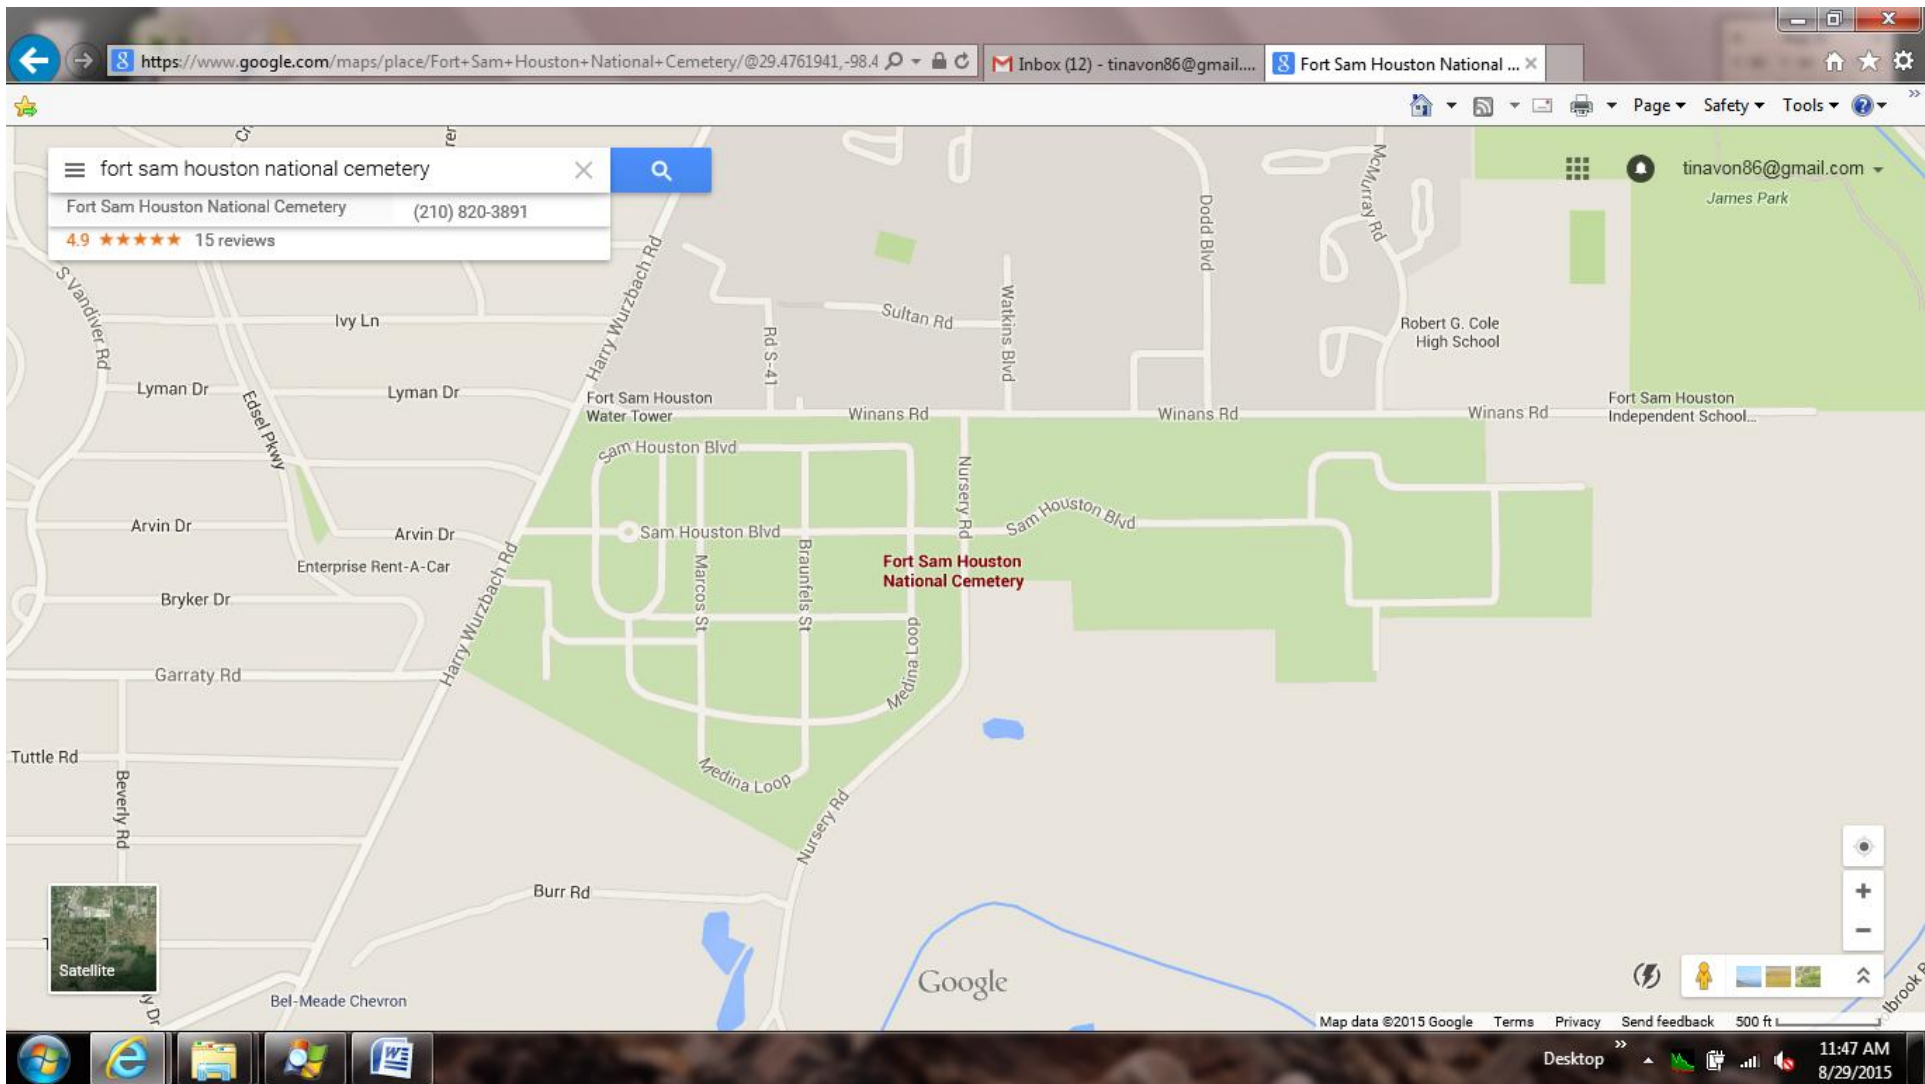 https://www.google.com/maps/place/Fort+Sam+Houston+National+Cemetery/@29.4761941,-98.4
Inbox (12) - tinavon86@gmail....
Fort Sam Houston National ...
Page
Safety
Tools
fort sam houston national cemetery
Fort Sam Houston National Cemetery
(210) 820-3891
4.9
15 reviews
tinavon86@gmail.com
James Park
McMurray Rd
Dodd Blvd
S Vandiver Rd
Harry Wurzbach Rd
Ivy Ln
Rd S-41
Sultan Rd
Watkins Blvd
Robert G. Cole
High School
Lyman Dr
Edsel Pkwy
Lyman Dr
Fort Sam Houston
Water Tower
Winans Rd
Winans Rd
Winans Rd
Fort Sam Houston
Independent School...
Sam Houston Blvd
Nursery Rd
Arvin Dr
Arvin Dr
Sam Houston Blvd
Sam Houston Blvd
Enterprise Rent-A-Car
Harry Wurzbach Rd
Marcos St
Braunfels St
Fort Sam Houston
National Cemetery
Bryker Dr
Garraty Rd
Medina Loop
Tuttle Rd
Beverly Rd
Medina Loop
Nursery Rd
Burr Rd
Satellite
Bel-Meade Chevron
Google
Map data ©2015 Google
Terms
Privacy
Send feedback
500 ft
Desktop
11:47 AM
8/29/2015